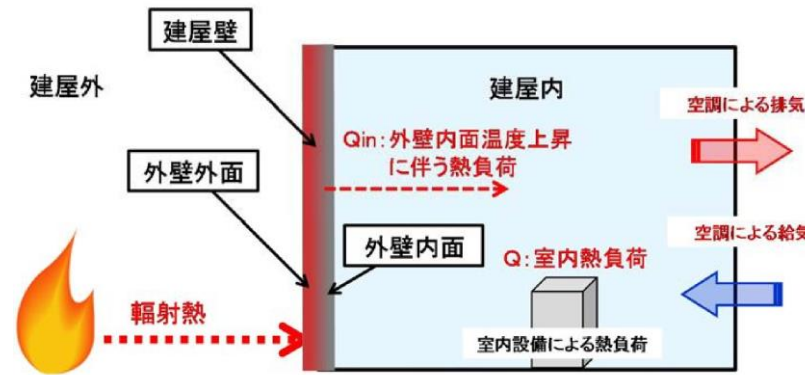 建屋壁
建屋外
建屋内
空調による排気
Qin：外壁内面温度上昇
に伴う熱負荷
外壁外面
外壁内面
空調による給気
Q：室内熱負荷
輻射熱
室内設備による熱負荷